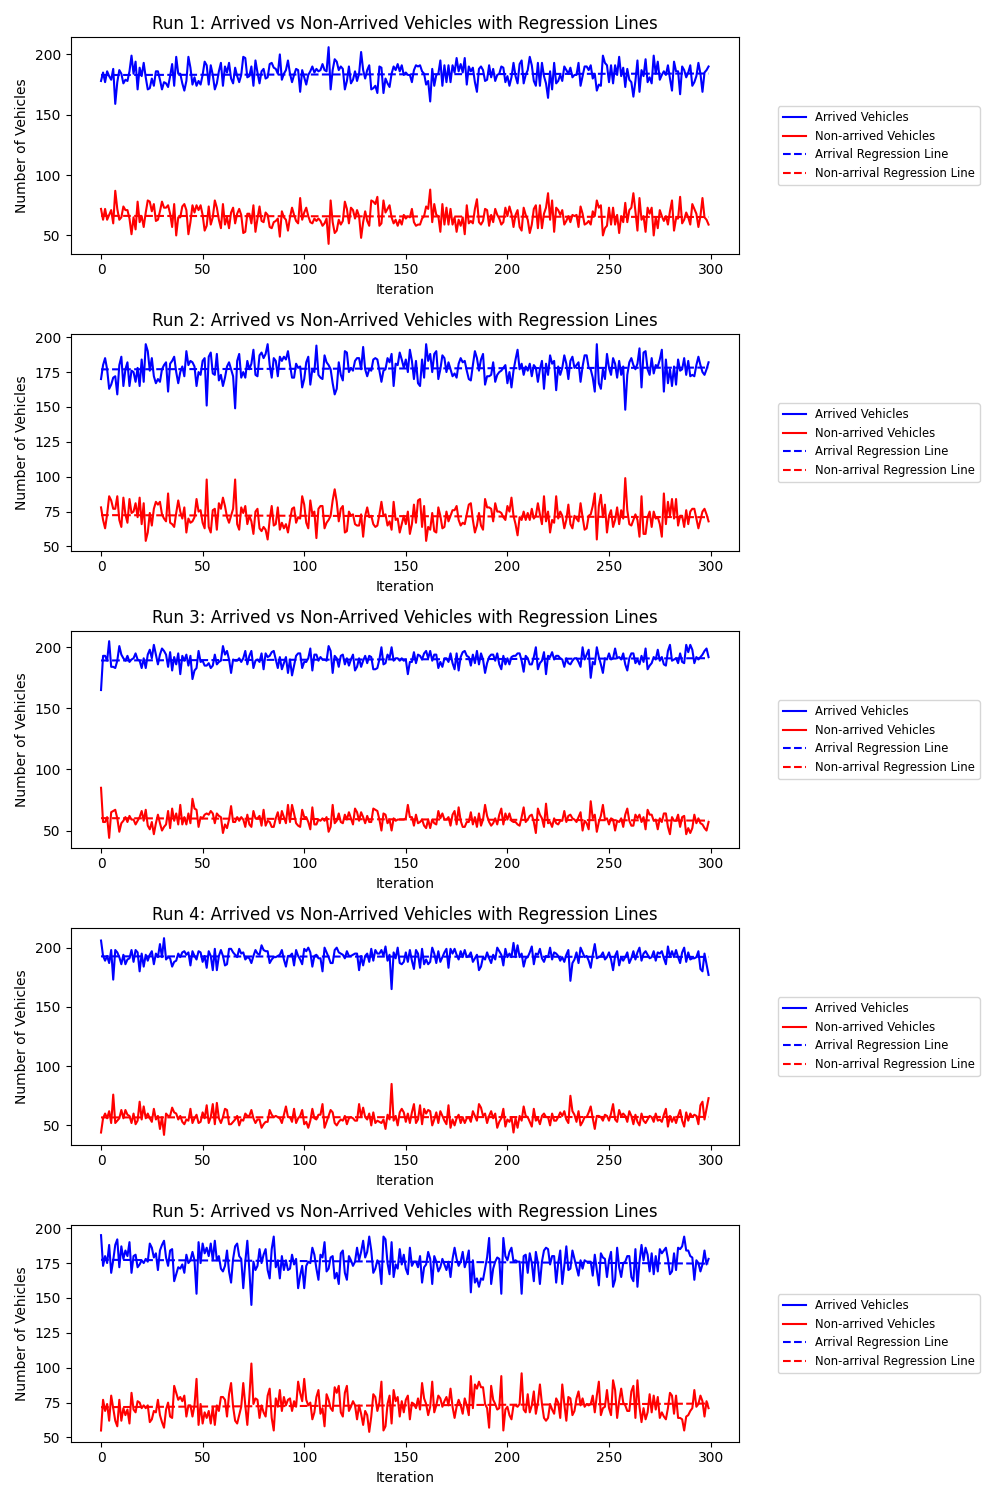 Run 1: Arrived vs Non-Arrived Vehicles with Regression Lines
Number of Vehicles
200
150
100
50
0 50 100 150 200 250 300
Iteration
Arrived Vehicles
Non-arrived Vehicles
Arrival Regression Line
Non-arrival Regression Line
Run 2: Arrived vs Non-Arrived Vehicles with Regression Lines
Number of Vehicles
200
175
150
125
100
75
50
0 50 100 150 200 250 300
Iteration
Arrived Vehicles
Non-arrived Vehicles
Arrival Regression Line
Non-arrival Regression Line
Run 3: Arrived vs Non-Arrived Vehicles with Regression Lines
Number of Vehicles
200
150
100
50
0 50 100 150 200 250 300
Iteration
Arrived Vehicles
Non-arrived Vehicles
Arrival Regression Line
Non-arrival Regression Line
Run 4: Arrived vs Non-Arrived Vehicles with Regression Lines
Number of Vehicles
200
150
100
50
0 50 100 150 200 250 300
Iteration
Arrived Vehicles
Non-arrived Vehicles
Arrival Regression Line
Non-arrival Regression Line
Run 5: Arrived vs Non-Arrived Vehicles with Regression Lines
Number of Vehicles
200
175
150
125
100
75
50
0 50 100 150 200 250 300
Iteration
Arrived Vehicles
Non-arrived Vehicles
Arrival Regression Line
Non-arrival Regression Line